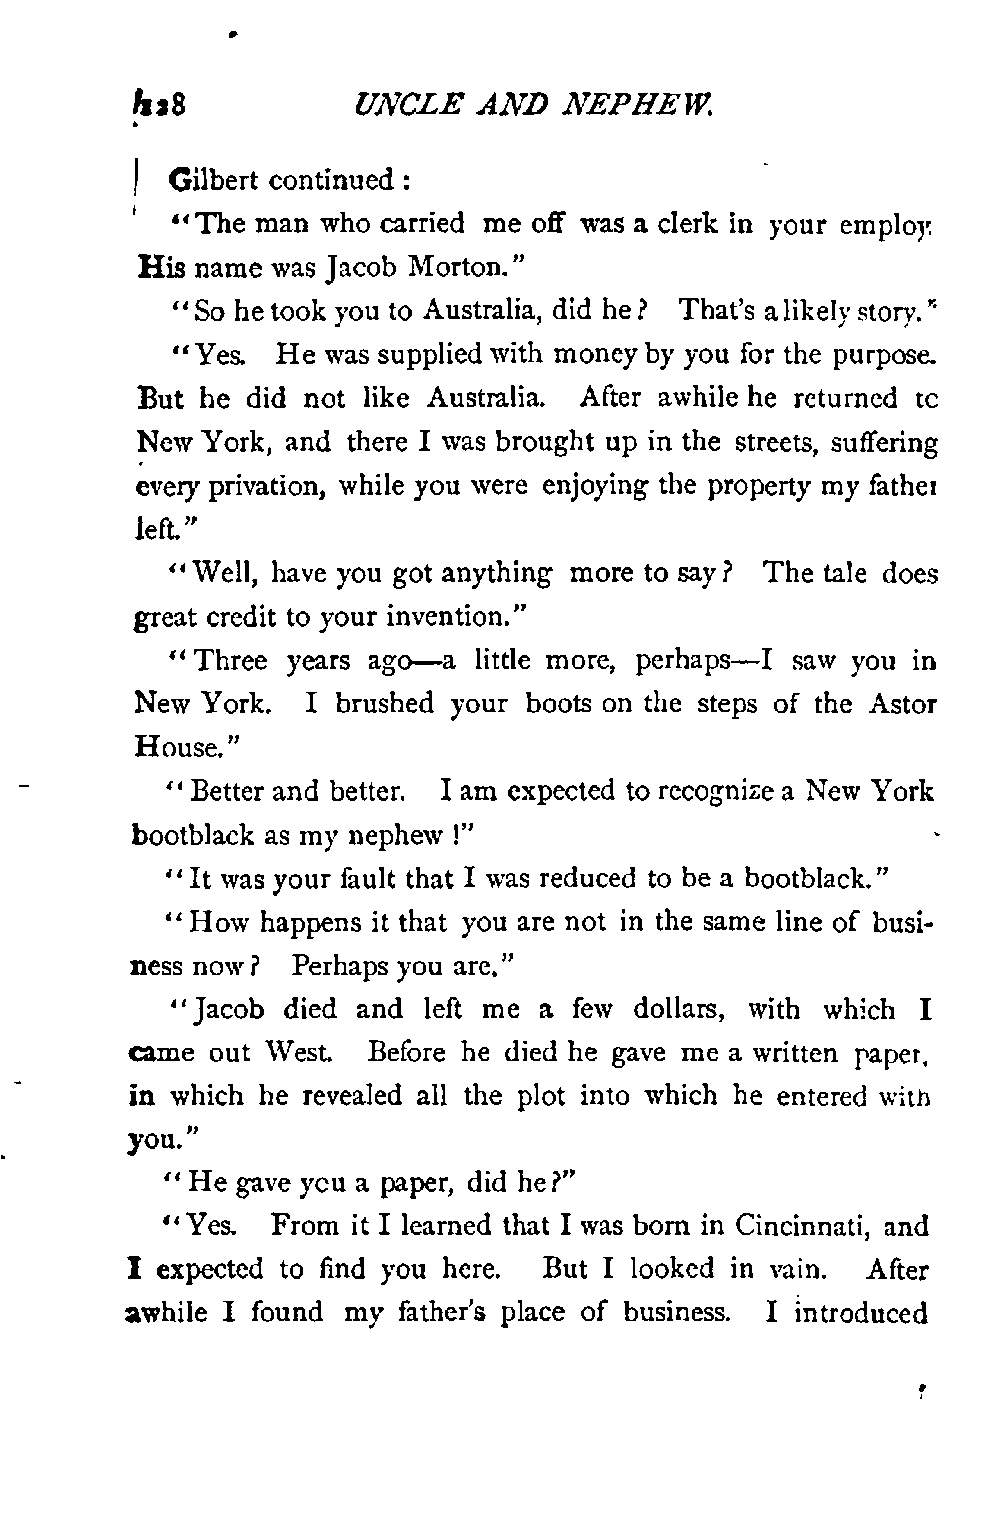 UNCLE AND NEPHEW.
Gilbert continued :
"The man who carried me off was a clerk in your employ.
His name was Jacob Morton."
"So he took you to Australia, did he? That's a likely story."
"Yes. He was supplied with money by you for the purpose.
But he did not like Australia. After awhile he returned tc
New York, and there I was brought up in the streets, suffering
every privation, while you were enjoying the property my father
left."
"Well, have you got anything more to say? The tale does
great credit to your invention."
"Three years ago—a little more, perhaps—I saw you in
New York. I brushed your boots on the steps of the Astor
House."
"Better and better. I am expected to recognize a New York
bootblack as my nephew !"
"It was your fault that I was reduced to be a bootblack."
"How happens it that you are not in the same line of busi-
ness now? Perhaps you are."
"Jacob died and left me a few dollars, with which I
came out West. Before he died he gave me a written paper,
in which he revealed all the plot into which he entered with
you."
"He gave you a paper, did he?"
"Yes. From it I learned that I was born in Cincinnati, and
I expected to find you here. But I looked in vain. After
awhile I found my father's place of business. I introduced